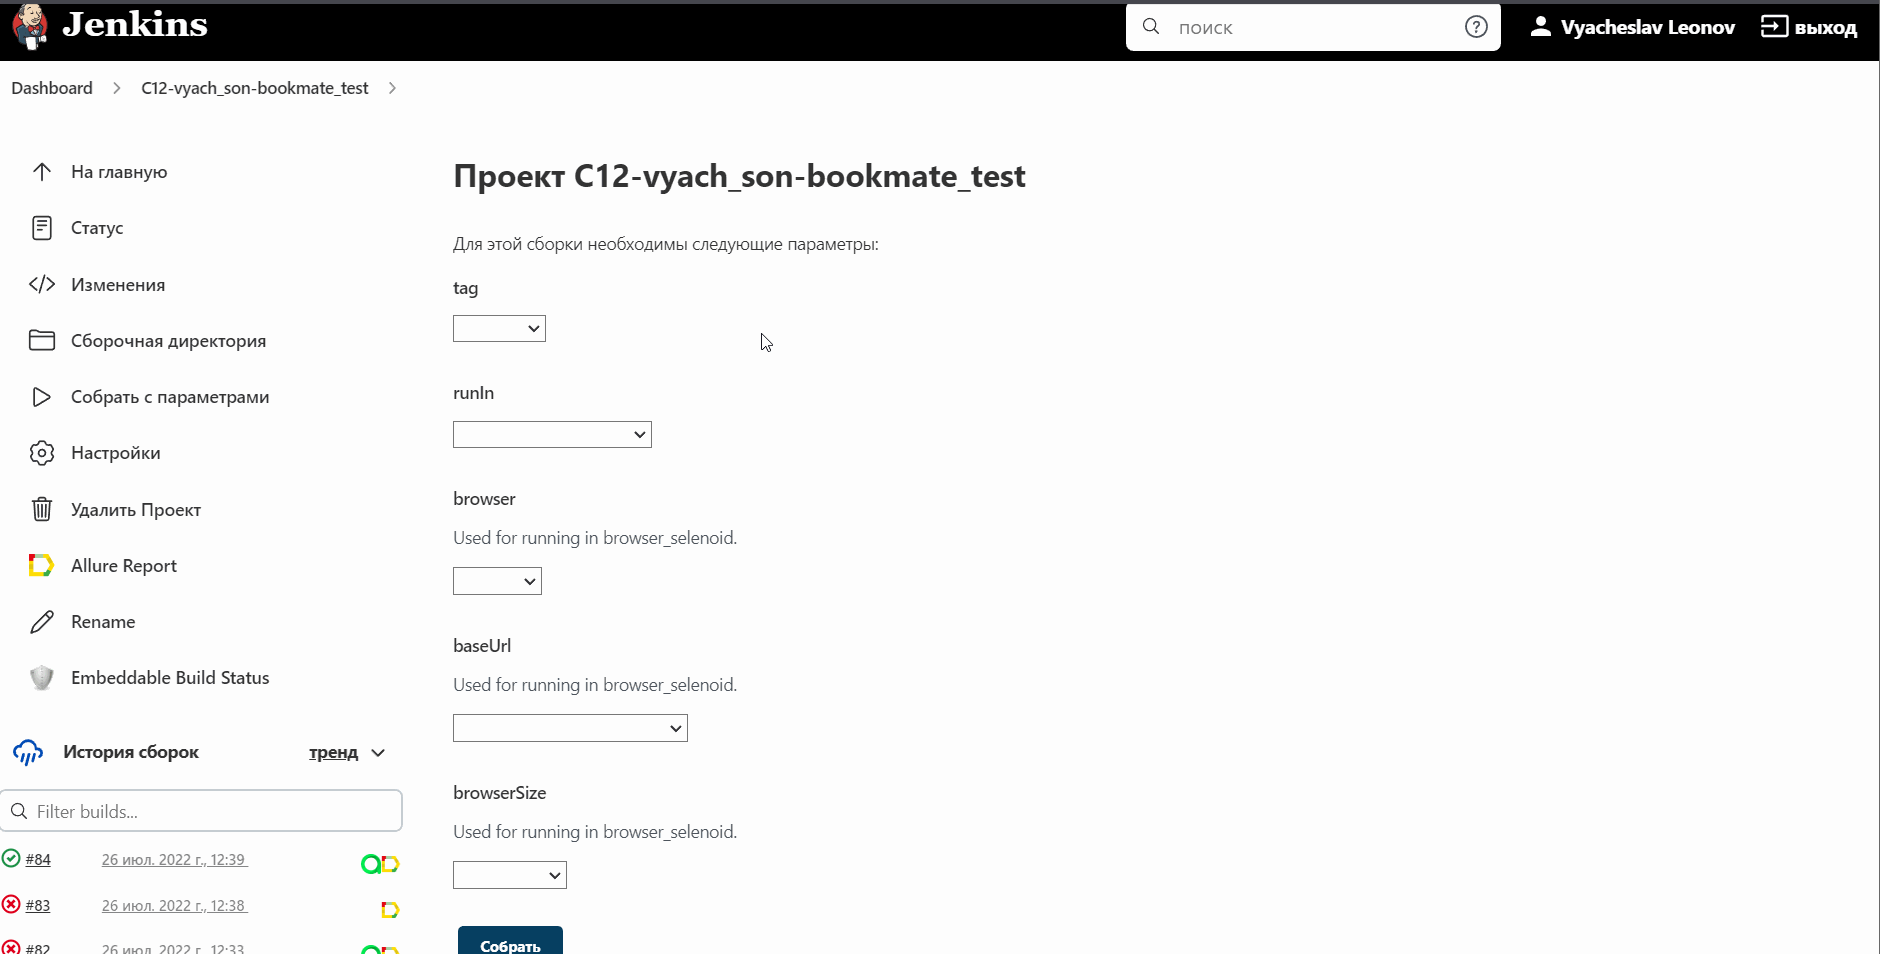 Jenkins
поиск
Vyacheslav Leonov
выход
Dashboard
C12-vyach_son-bookmate_test
На главную
Статус
Изменения
Сборочная директория
Собрать с параметрами
Настройки
Удалить Проект
Allure Report
Rename
Embeddable Build Status
История сборок
тренд
Filter builds...
#84 26 июл. 2022 г., 12:39
#83 26 июл. 2022 г., 12:38
#82 26 июл. 2022 г., 12:33
Проект C12-vyach_son-bookmate_test
Для этой сборки необходимы следующие параметры:
tag
runIn
browser
Used for running in browser_selenoid.
baseUrl
Used for running in browser_selenoid.
browserSize
Used for running in browser_selenoid.
Собрать